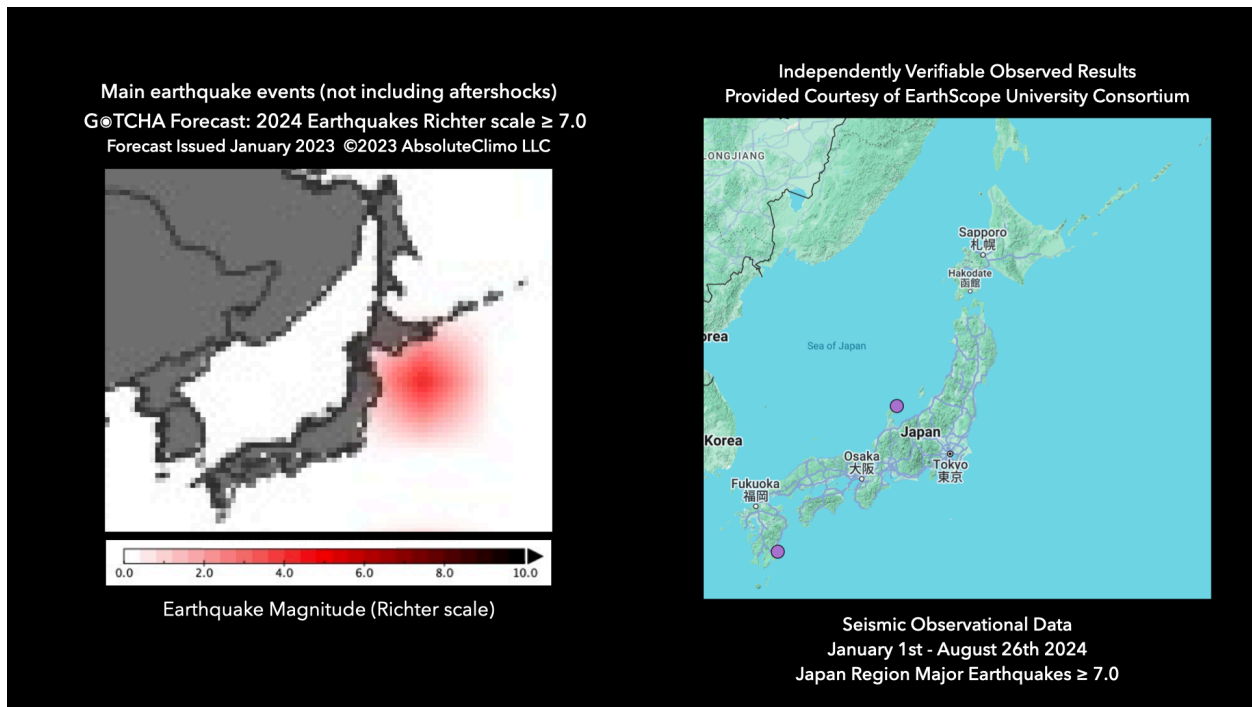 Main earthquake events (not including aftershocks)
G◉TCHA Forecast: 2024 Earthquakes Richter scale ≥ 7.0
Forecast Issued January 2023 ©2023 AbsoluteClimo LLC
0.0 2.0 4.0 6.0 8.0 10.0
Earthquake Magnitude (Richter scale)
Independently Verifiable Observed Results
Provided Courtesy of EarthScope University Consortium
LONGJIANG
Sapporo
札幌
Hakodate
函館
rea
Sea of Japan
Korea
Japan
Osaka
大阪
Tokyo
東京
Fukuoka
福岡
Seismic Observational Data
January 1st - August 26th 2024
Japan Region Major Earthquakes ≥ 7.0